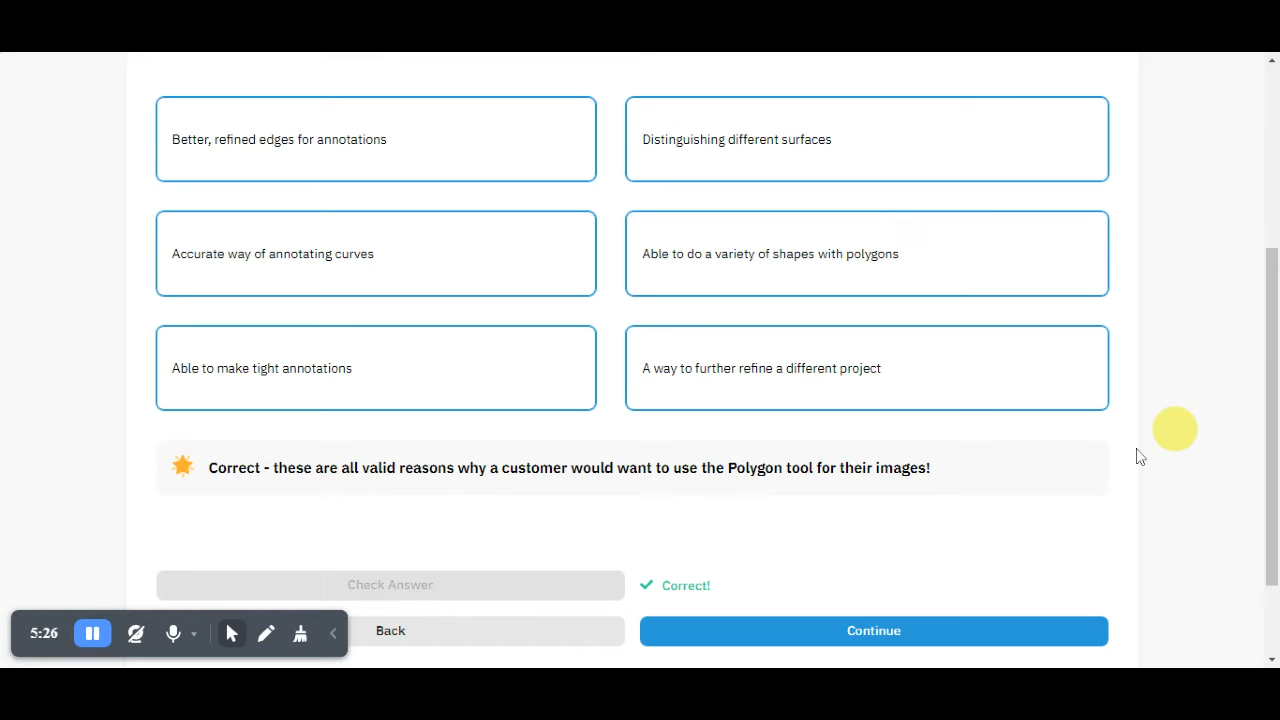 Better, refined edges for annotations
Distinguishing different surfaces
Accurate way of annotating curves
Able to do a variety of shapes with polygons
Able to make tight annotations
A way to further refine a different project
Correct - these are all valid reasons why a customer would want to use the Polygon tool for their images!
Check Answer
Correct!
5:26
Back
Continue